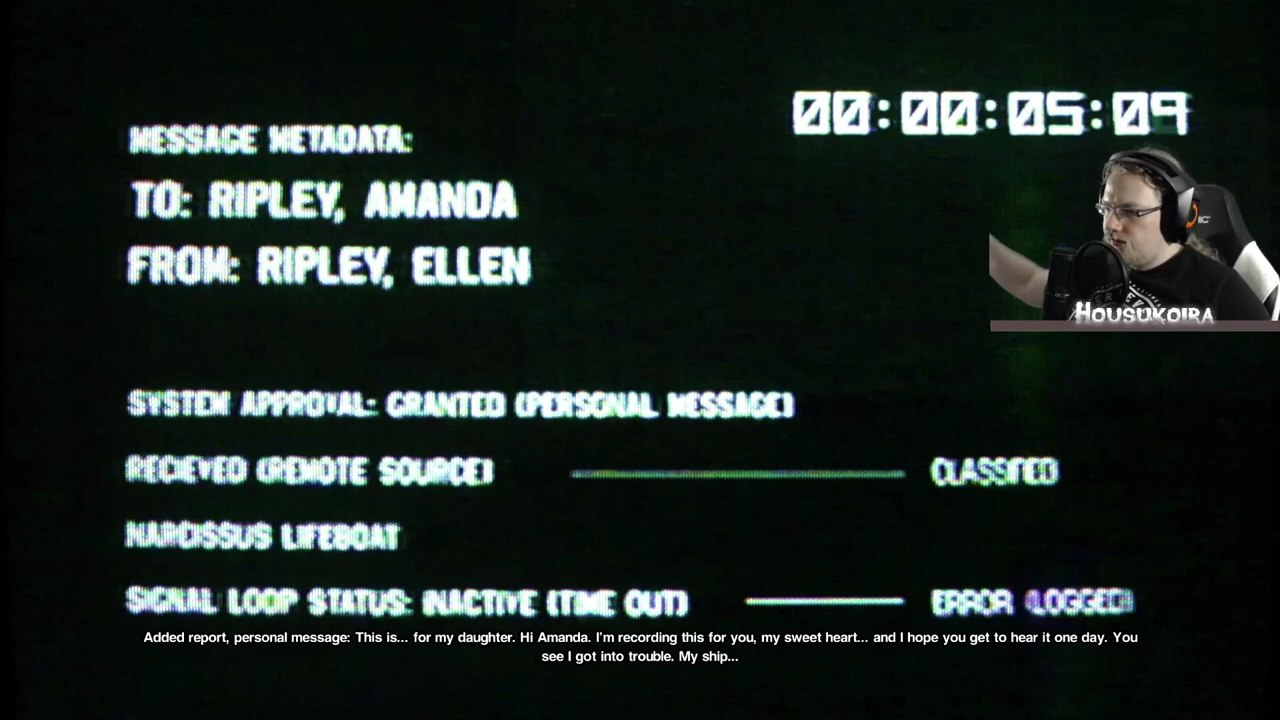 00:00:05:09
MESSAGE METADATA:
TO: RIPLEY, AMANDA
FROM: RIPLEY, ELLEN
HOUSUKOIRA
SYSTEM APPROVAL: GRANTED (PERSONAL MESSAGE)
RECIEVED (REMOTE SOURCE) CLASSIFIED
NARCISSUS LIFEBOAT
SIGNAL LOOP STATUS: INACTIVE (TIME OUT) ERROR (LOGGED)
Added report, personal message: This is... for my daughter. Hi Amanda. I'm recording this for you, my sweet heart... and I hope you get to hear it one day. You
see I got into trouble. My ship...